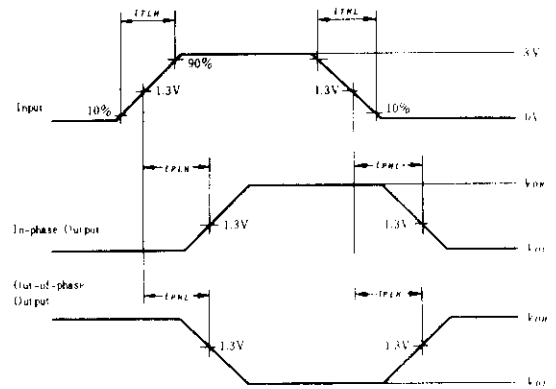 tTLH
tTHL
3V
90%
1.3V
1.3V
10%
10%
Input
0V
tPLH
tPHL
VOH
In-phase Output
1.3V
1.3V
VOL
Out-of-phase
Output
tPHL
tPLH
VOH
1.3V
1.3V
VOL